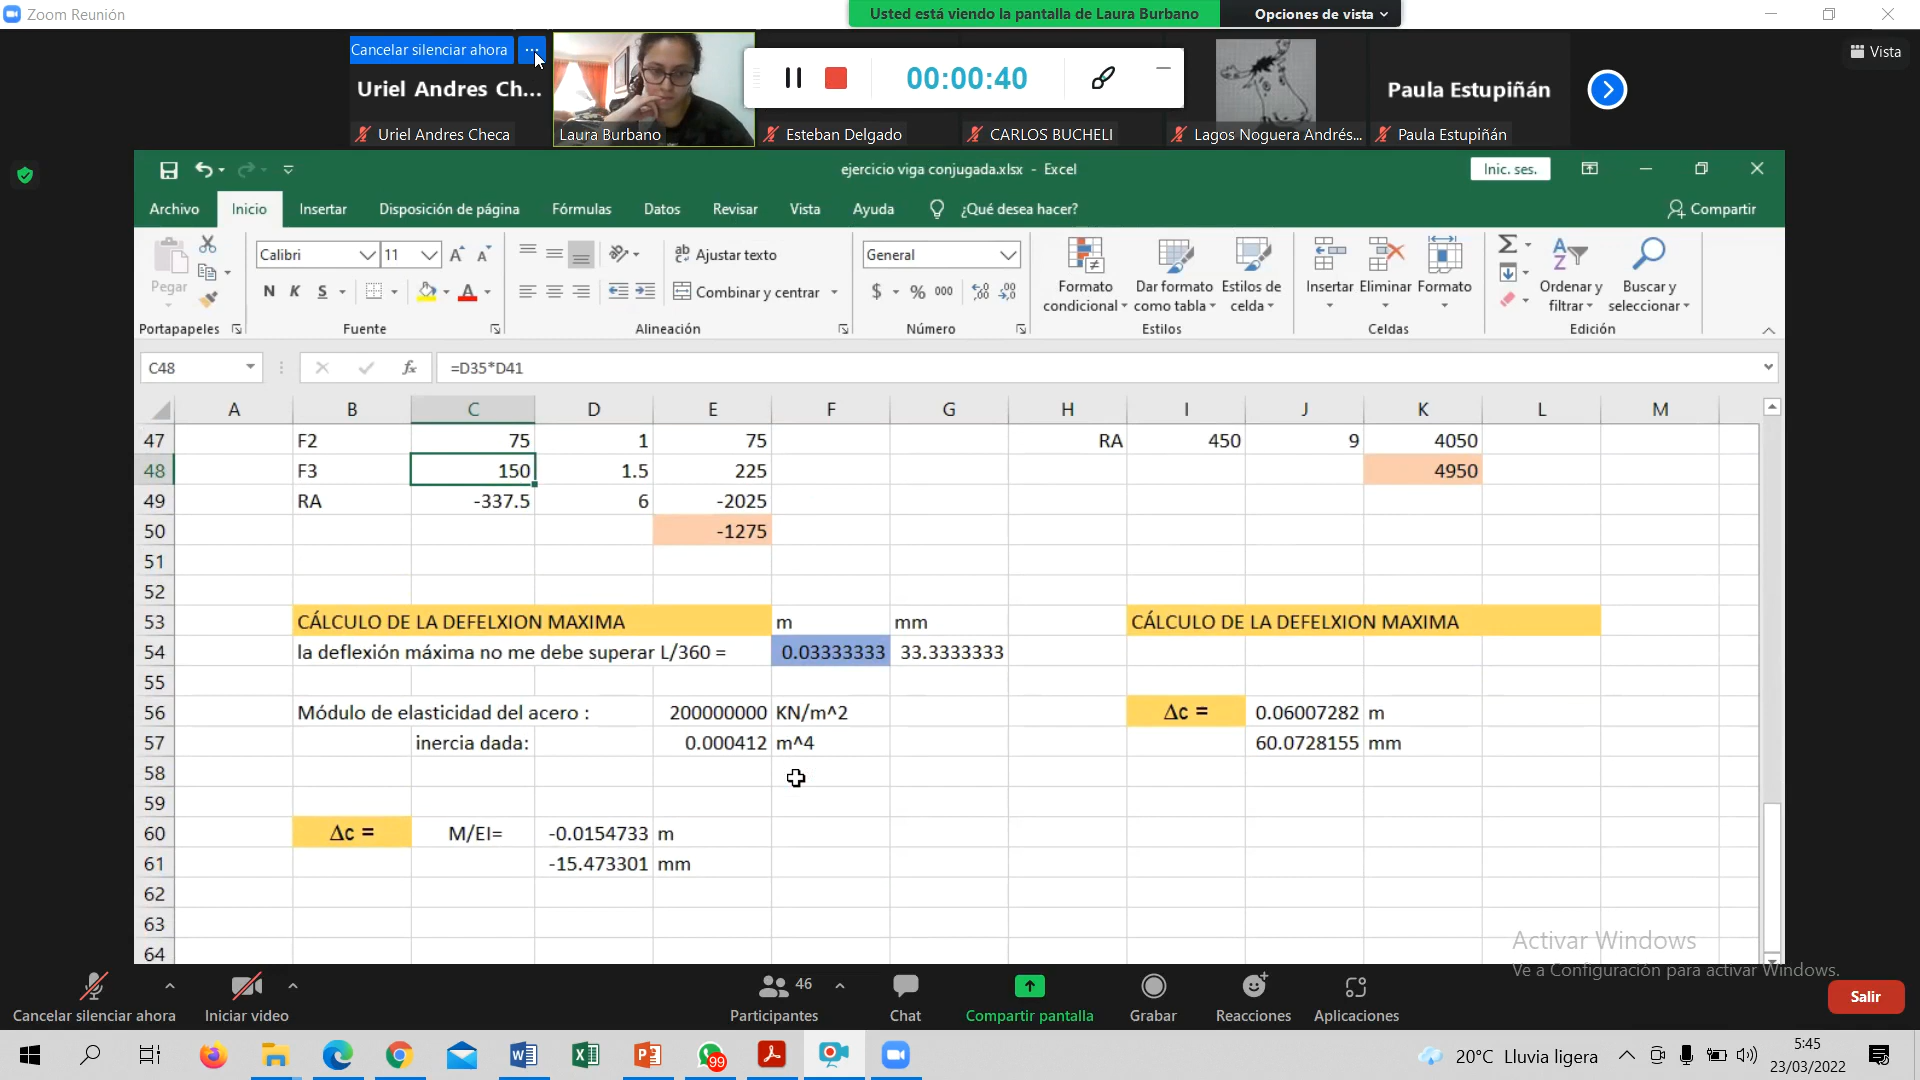 Zoom Reunión
Usted está viendo la pantalla de Laura Burbano
Opciones de vista
Cancelar silenciar ahora
...
Uriel Andres Ch...
Uriel Andres Checa
Laura Burbano
00:00:40
Esteban Delgado
CARLOS BUCHELI
Lagos Noguera Andrés...
Paula Estupiñán
Paula Estupiñán
Vista
ejercicio viga conjugada.xlsx - Excel
Inic. ses.
Archivo Inicio Insertar Disposición de página Fórmulas Datos Revisar Vista Ayuda ¿Qué desea hacer? Compartir
Pegar
Portapapeles
Calibri 11
N K S
Fuente
Ajustar texto
Combinar y centrar
Alineación
General
$ % 000
Número
Formato condicional
Dar formato como tabla
Estilos de celda
Estilos
Insertar Eliminar Formato
Celdas
Ordenar y filtrar
Buscar y seleccionar
Edición
C48 fx =D35*D41
A B C D E F G H I J K L M
47 F2 75 1 75 RA 450 9 4050
48 F3 150 1.5 225 4950
49 RA -337.5 6 -2025
50 -1275
51
52
53 CÁLCULO DE LA DEFELXION MAXIMA m mm CÁLCULO DE LA DEFELXION MAXIMA
54 la deflexión máxima no me debe superar L/360 = 0.03333333 33.3333333
55
56 Módulo de elasticidad del acero : 200000000 KN/m^2 Δc = 0.06007282 m
57 inercia dada: 0.000412 m^4 60.0728155 mm
58
59
60 Δc = M/EI= -0.0154733 m
61 -15.473301 mm
62
63
64
Activar Windows
Ve a Configuración para activar Windows.
Cancelar silenciar ahora
Iniciar video
46
Participantes
Chat
Compartir pantalla
Grabar
Reacciones
Aplicaciones
Salir
99
20°C Lluvia ligera
5:45
23/03/2022